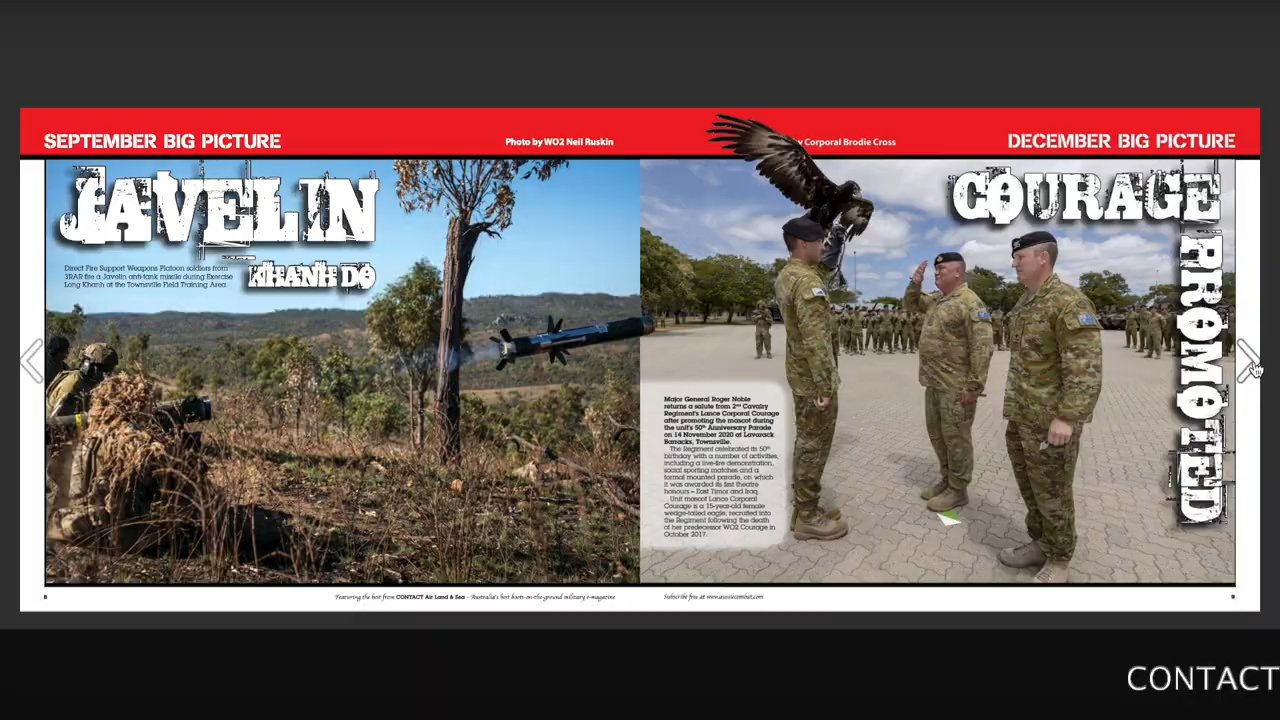 SEPTEMBER BIG PICTURE
Photo by WO2 Neil Ruskin
JAVELIN
KHANH DO
Direct Fire Support Weapons Platoon soldiers from
3RAR fire a Javelin anti-tank missile during Exercise
Long Khanh at the Townsville Field Training Area.
6
Featuring the best from CONTACT Air Land & Sea - Australia's best boots-on-the-ground military e-magazine
by Corporal Brodie Cross
DECEMBER BIG PICTURE
COURAGE
PROMOTED
Major General Roger Noble
returns a salute from 2nd Cavalry
Regiment's Lance Corporal Courage
after promoting the mascot during
the unit's 50th Anniversary Parade
on 14 November 2020 at Lavarack
Barracks, Townsville.
The Regiment celebrated its 50th
birthday with a number of activities,
including a live-fire demonstration,
social sporting matches and a
formal mounted parade, on which
it was awarded its first theatre
honours – East Timor and Iraq.
Unit mascot Lance Corporal
Courage is a 15-year-old female
wedge-tailed eagle, recruited into
the Regiment following the death
of her predecessor WO2 Courage in
October 2017.
Subscribe free at www.aussiecombat.com
9
CONTACT